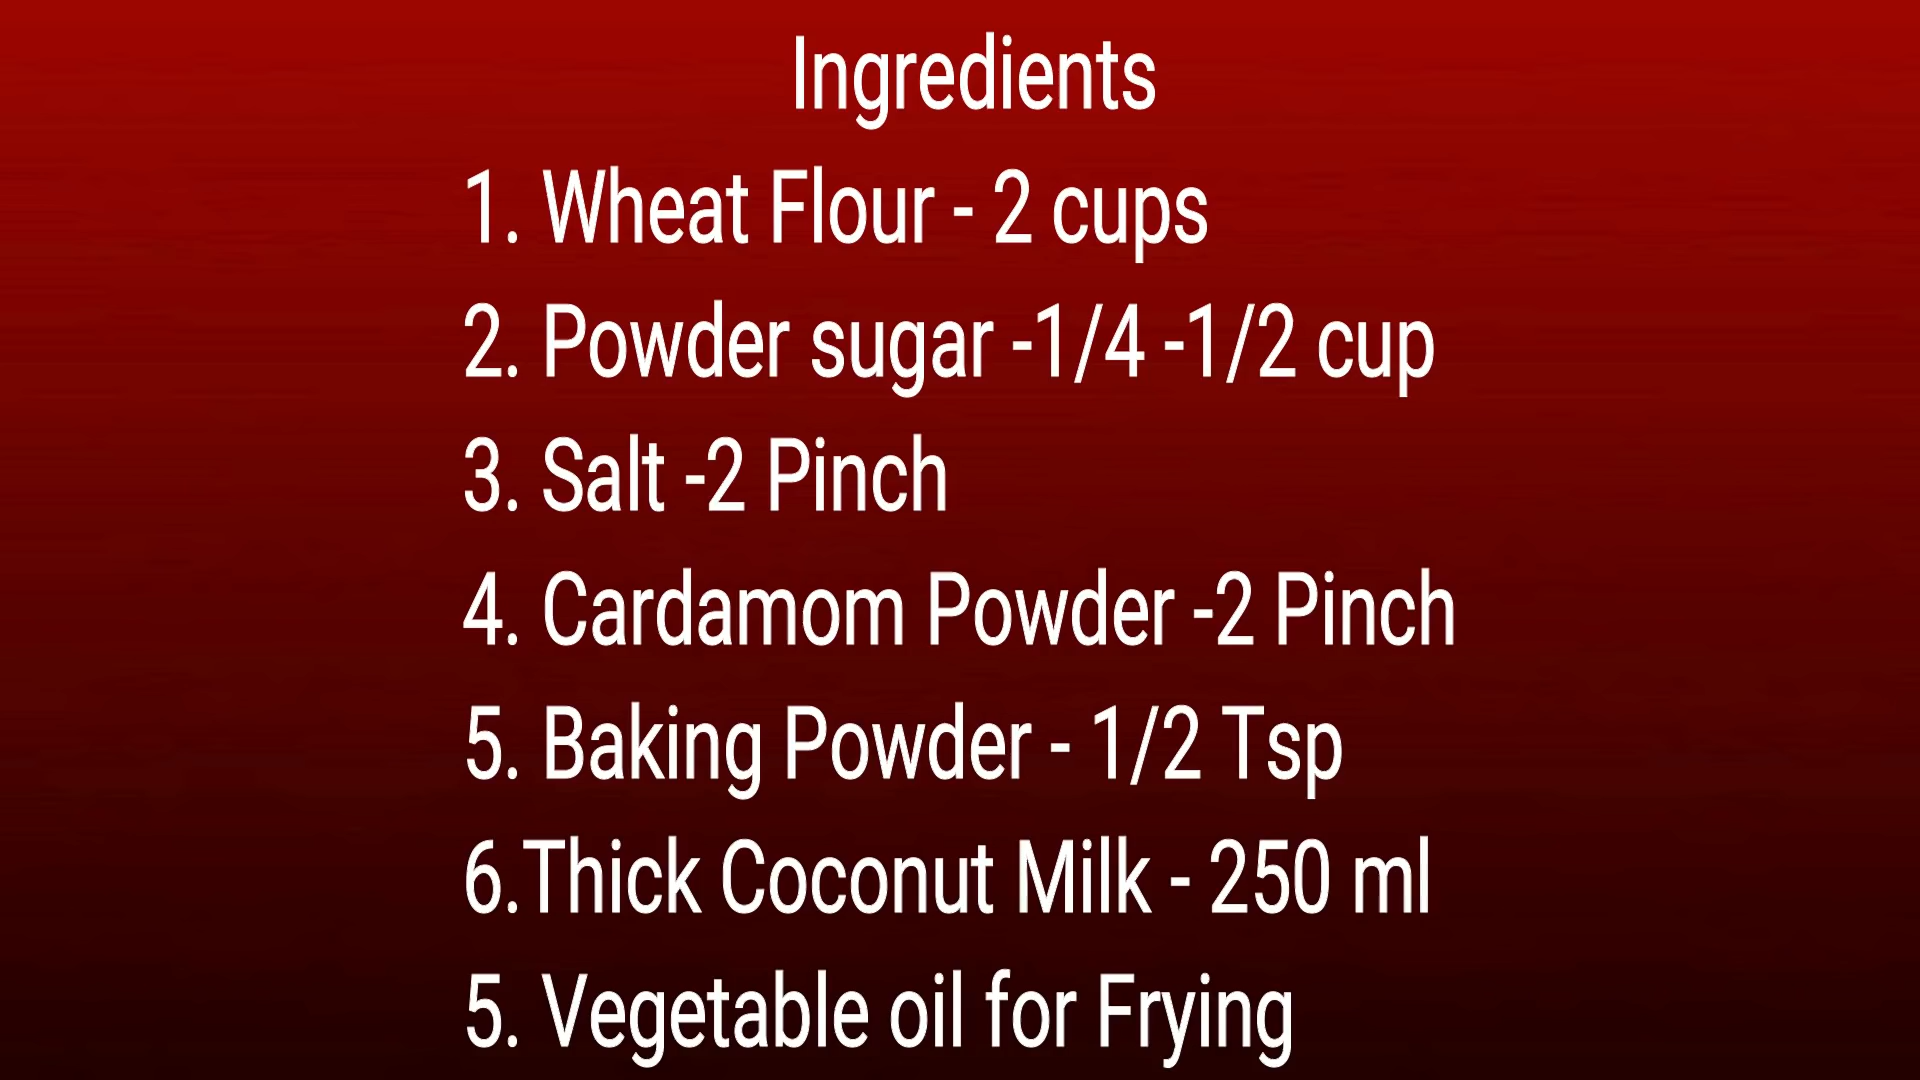 Ingredients
1. Wheat Flour - 2 cups
2. Powder sugar -1/4 -1/2 cup
3. Salt -2 Pinch
4. Cardamom Powder -2 Pinch
5. Baking Powder - 1/2 Tsp
6.Thick Coconut Milk - 250 ml
5. Vegetable oil for Frying